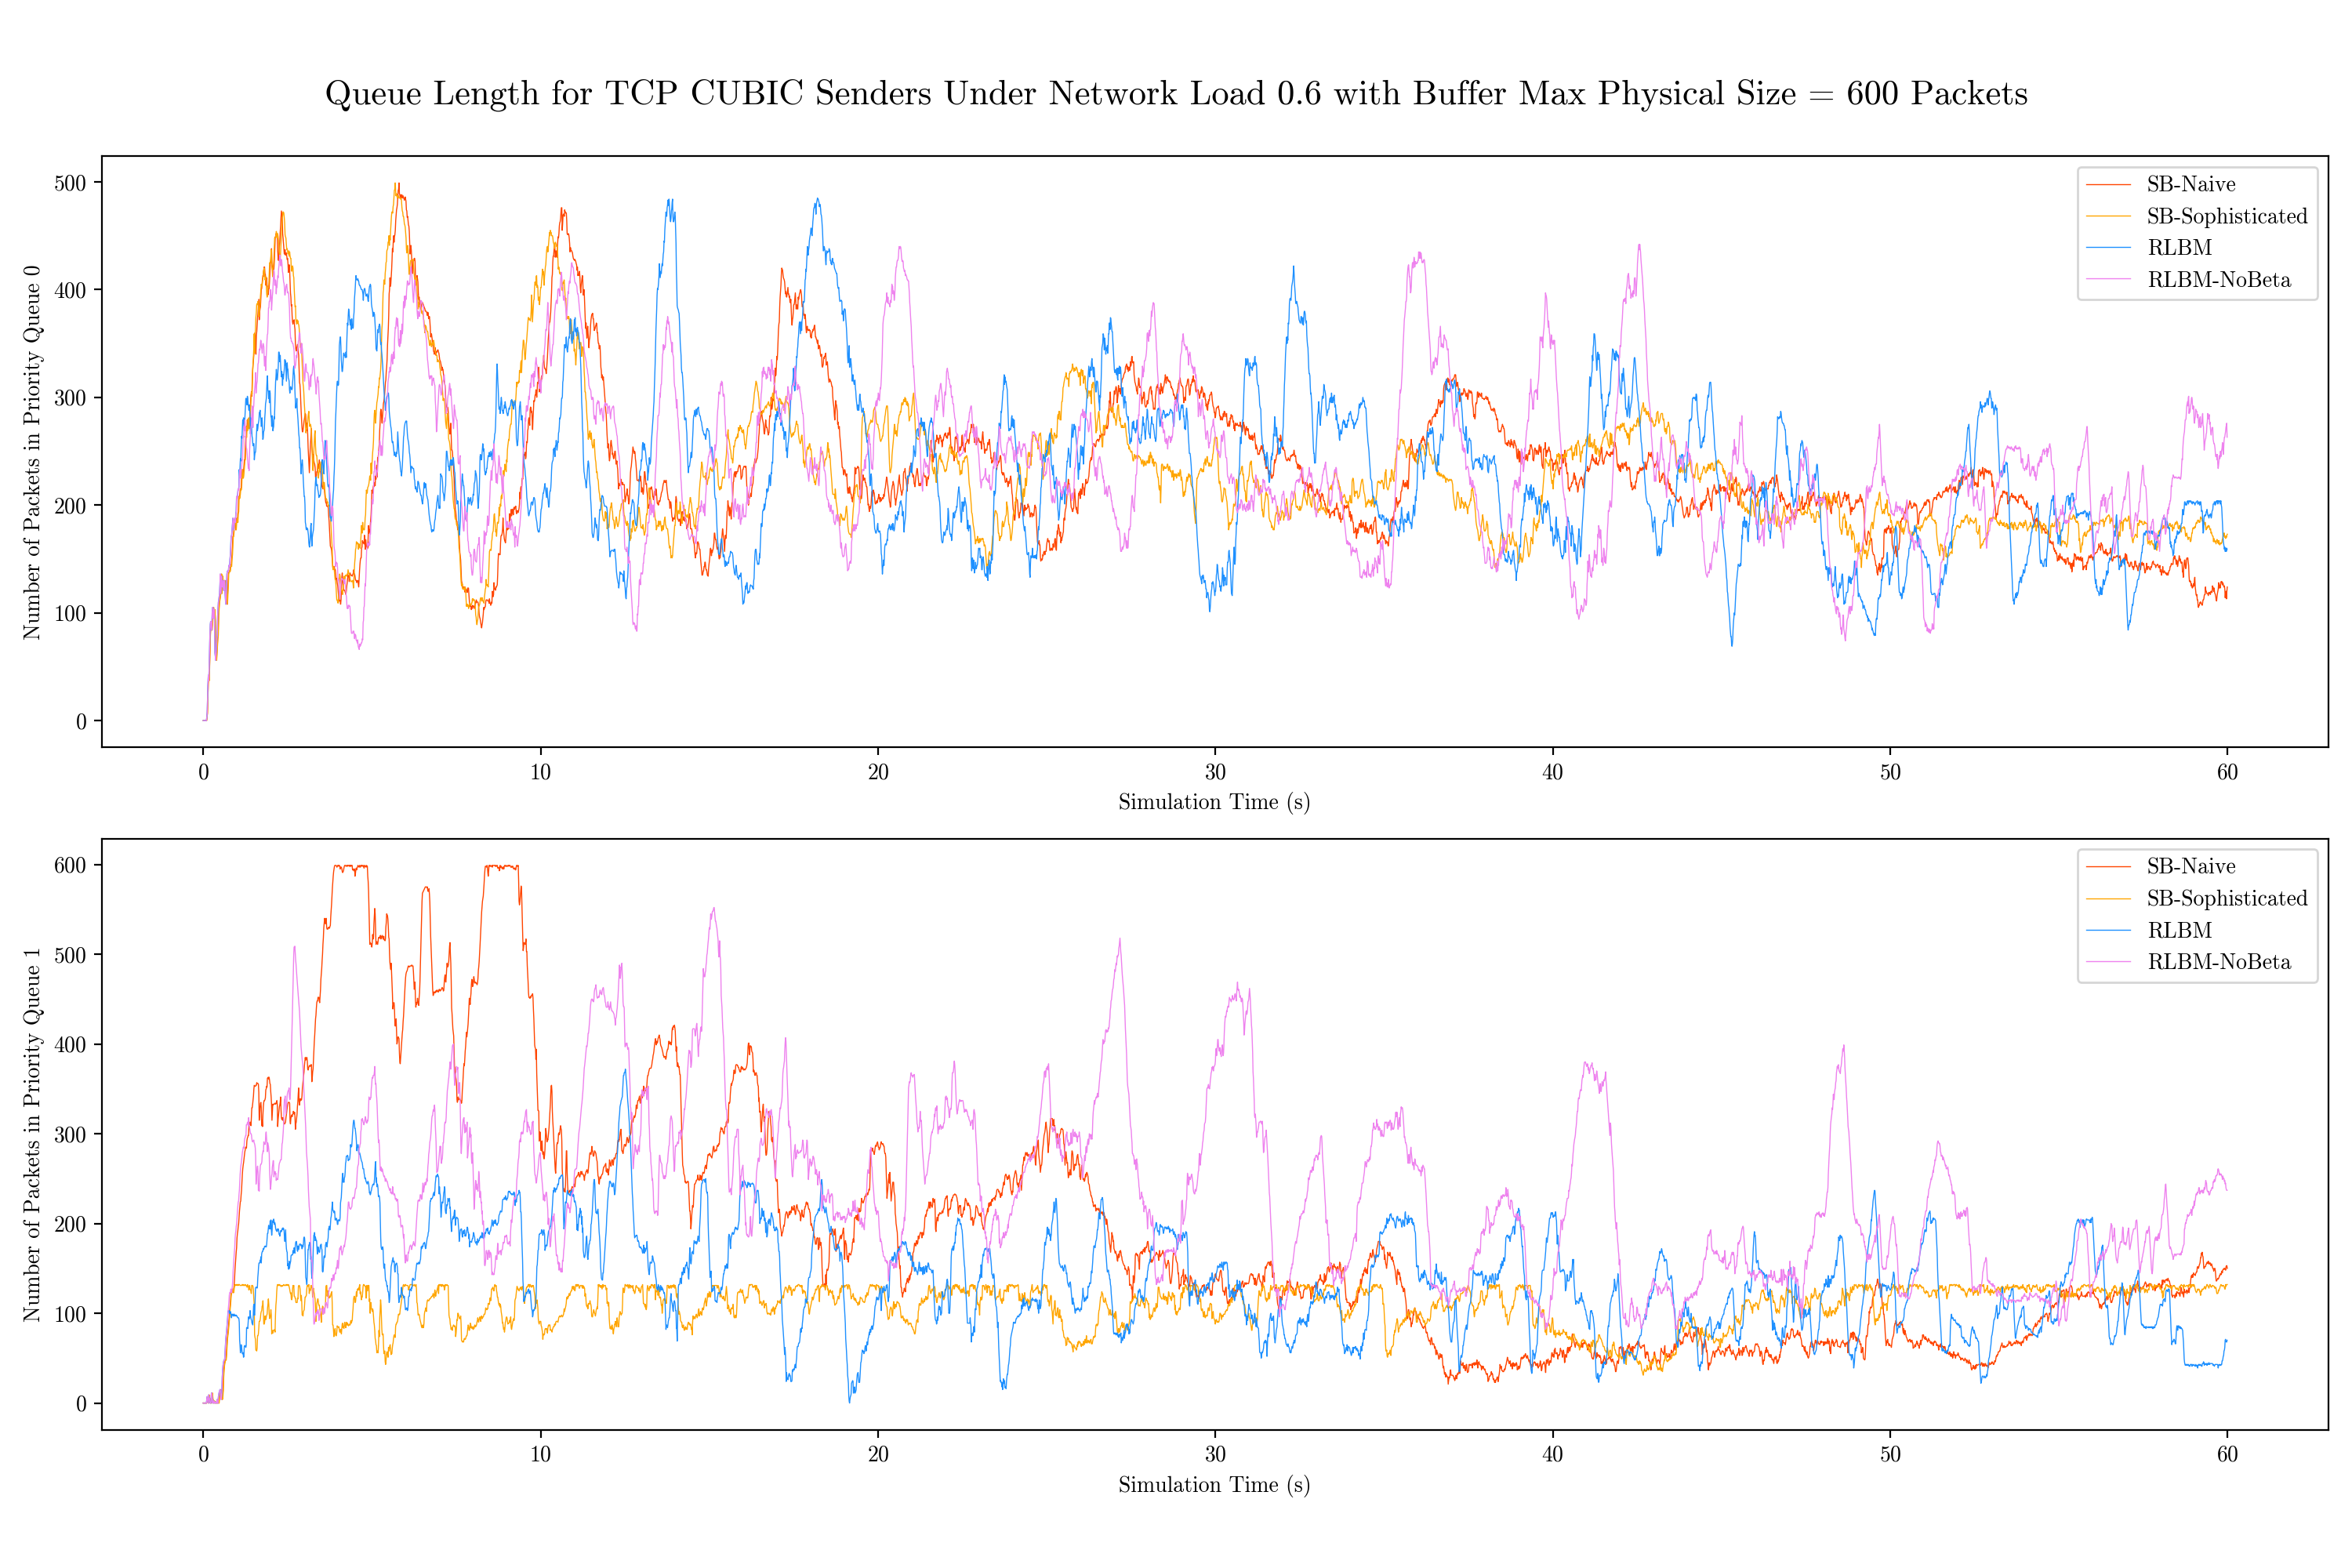 Queue Length for TCP CUBIC Senders Under Network Load 0.6 with Buffer Max Physical Size = 600 Packets
Number of Packets in Priority Queue 0
500
400
300
200
100
0
SB-Naive
SB-Sophisticated
RLBM
RLBM-NoBeta
0 10 20 30 40 50 60
Simulation Time (s)
Number of Packets in Priority Queue 1
600
500
400
300
200
100
0
SB-Naive
SB-Sophisticated
RLBM
RLBM-NoBeta
0 10 20 30 40 50 60
Simulation Time (s)